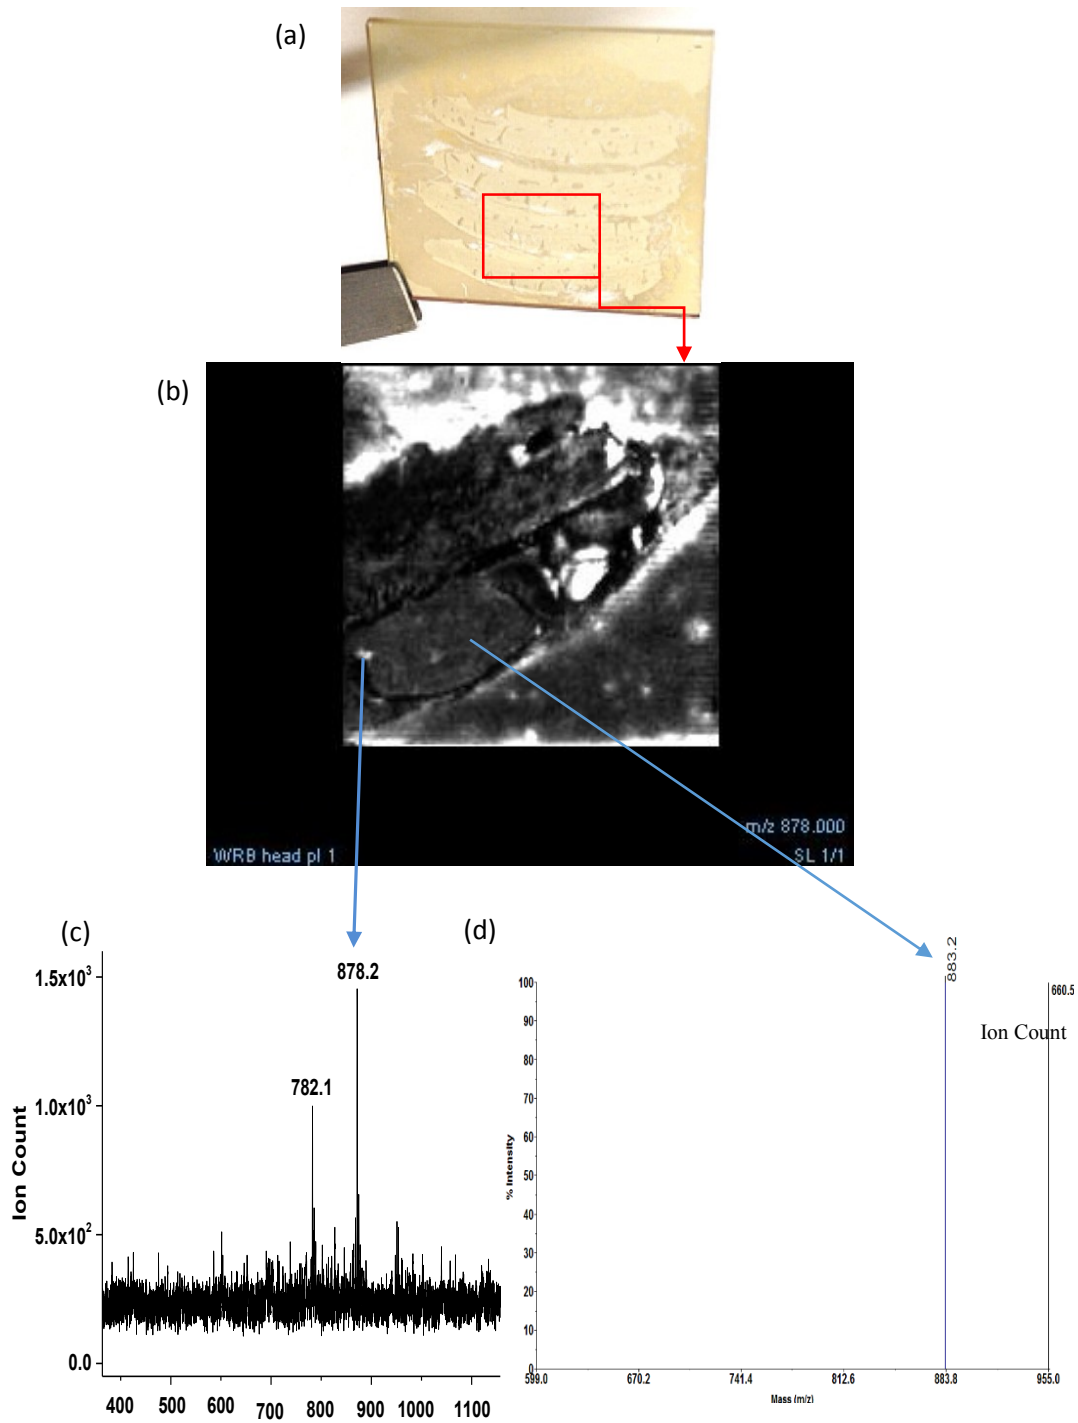 (a)
(b)
m/z 878.000
WRB head pl 1
SL 1/1
(c)
(d)
1.5x10³
1.0x10³
5.0x10²
0.0
Ion Count
878.2
782.1
400 500 600 700 800 900 1000 1100
883.2
660.5
Ion Count
100
90
80
70
60
50
40
30
20
10
0
% Intensity
599.0 670.2 741.4 812.6 883.8 955.0
Mass (m/z)